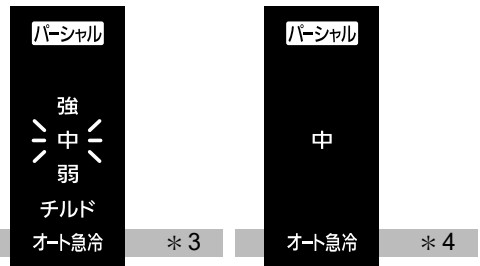 パーシャル
強
中
弱
チルド
オート急冷 ＊3
パーシャル
中
オート急冷 ＊4